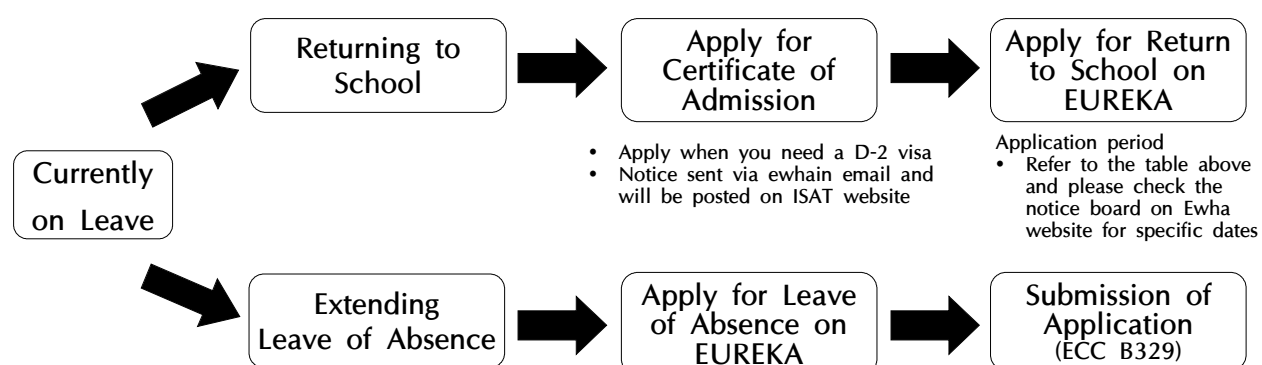 Currently
on Leave
Returning to
School
Apply for
Certificate of
Admission
• Apply when you need a D-2 visa
• Notice sent via ewhain email and
will be posted on ISAT website
Apply for Return
to School on
EUREKA
Application period
• Refer to the table above
and please check the
notice board on Ewha
website for specific dates
Extending
Leave of Absence
Apply for Leave
of Absence on
EUREKA
Submission of
Application
(ECC B329)